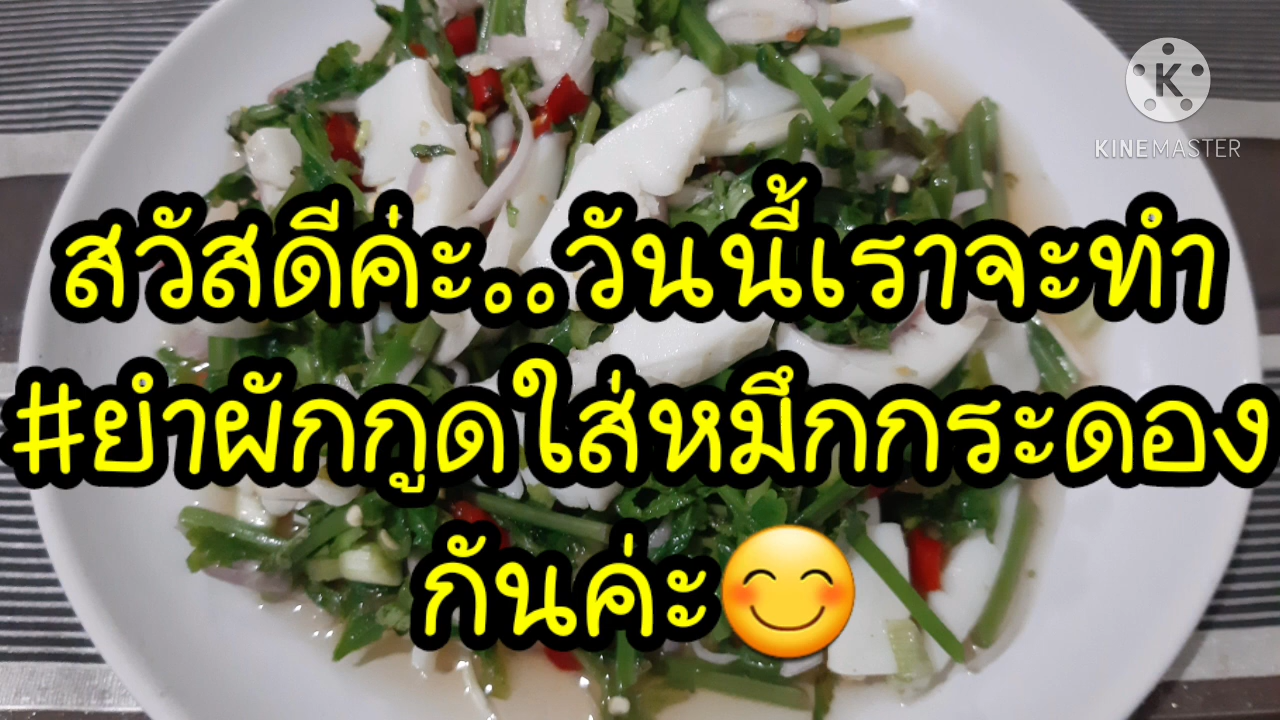 KINEMASTER
สวัสดีค่ะ..วันนี้เราจะทำ
#ยำผักกูดใส่หมึกกระดอง
กันค่ะ😊